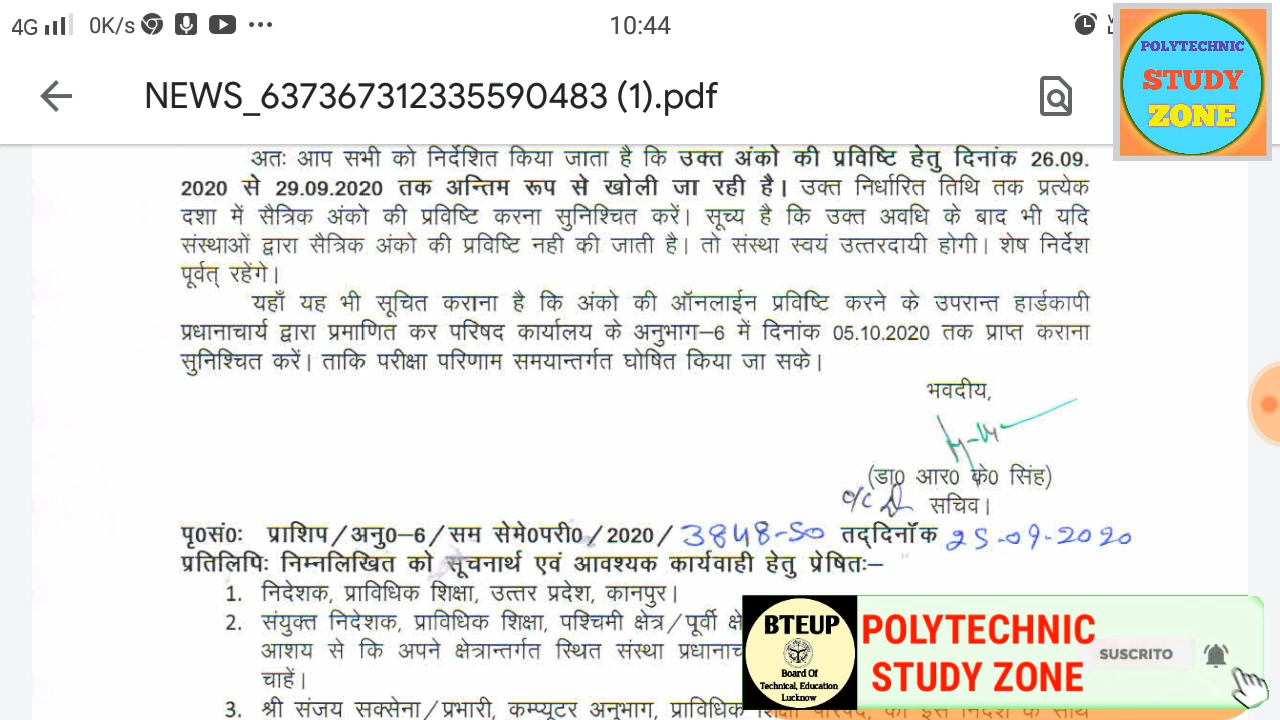 4G 0K/s 10:44
NEWS_637367312335590483 (1).pdf
POLYTECHNIC
STUDY
ZONE
अतः आप सभी को निर्देशित किया जाता है कि उक्त अंको की प्रविष्टि हेतु दिनांक 26.09.
2020 से 29.09.2020 तक अन्तिम रूप से खोली जा रही है। उक्त निर्धारित तिथि तक प्रत्येक
दशा में सैत्रिक अंको की प्रविष्टि करना सुनिश्चित करें। सूच्य है कि उक्त अवधि के बाद भी यदि
संस्थाओं द्वारा सैत्रिक अंको की प्रविष्टि नही की जाती है। तो संस्था स्वयं उत्तरदायी होगी। शेष निर्देश
पूर्वत् रहेंगे।
यहाँ यह भी सूचित कराना है कि अंको की ऑनलाईन प्रविष्टि करने के उपरान्त हार्डकापी
प्रधानाचार्य द्वारा प्रमाणित कर परिषद कार्यालय के अनुभाग–6 में दिनांक 05.10.2020 तक प्राप्त कराना
सुनिश्चित करें। ताकि परीक्षा परिणाम समयान्तर्गत घोषित किया जा सके।
भवदीय,
(डा0 आर0 के0 सिंह)
सचिव।
पृ0सं0: प्राशिप/अनु0–6/सम सेमे0परी0/2020/ 3848-50 तद्दिनाँक 25.09.2020
प्रतिलिपिः निम्नलिखित को सूचनार्थ एवं आवश्यक कार्यवाही हेतु प्रेषितः–
1. निदेशक, प्राविधिक शिक्षा, उत्तर प्रदेश, कानपुर।
2. संयुक्त निदेशक, प्राविधिक शिक्षा, पश्चिमी क्षेत्र/पूर्वी
आशय से कि अपने क्षेत्रान्तर्गत स्थित संस्था
चाहें।
3. श्री संजय सक्सेना/प्रभारी, कम्प्यूटर अनुभाग, प्राविधिक
BTEUP
Board Of
Technical, Education
Lucknow
POLYTECHNIC
STUDY ZONE
SUSCRITO